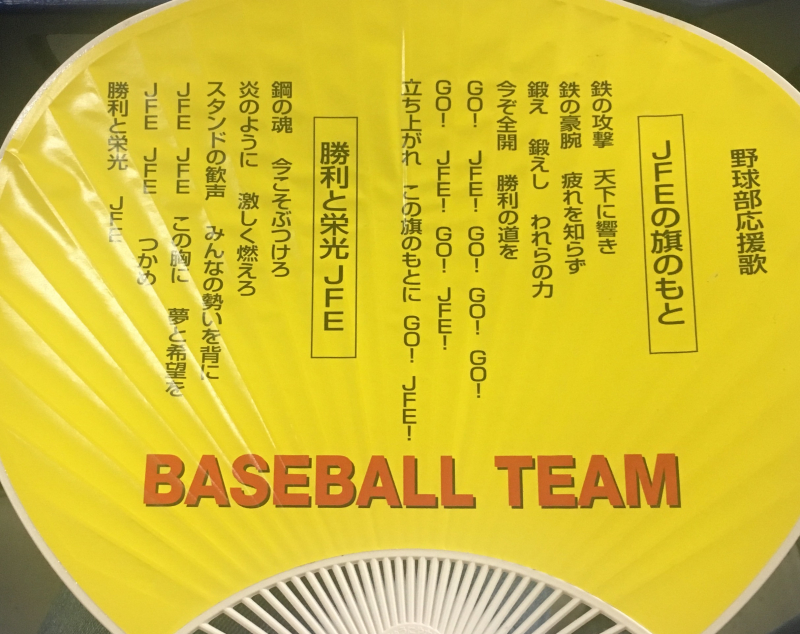 野球部応援歌
JFEの旗のもと
鉄の攻撃　天下に響き
鉄の豪腕　疲れを知らず
鍛え　鍛えし　われらの力
今ぞ全開　勝利の道を
GO!　JFE!　GO!　GO!　GO!
GO!　JFE!　GO!　JFE!
立ち上がれ　この旗のもとに　GO!　JFE!
勝利と栄光 JFE
鋼の魂　今こそぶつけろ
炎のように　激しく燃えろ
スタンドの歓声　みんなの勢いを背に
JFE　JFE　この胸に　夢と希望を
JFE　JFE　つかめ
勝利と栄光　JFE
BASEBALL TEAM